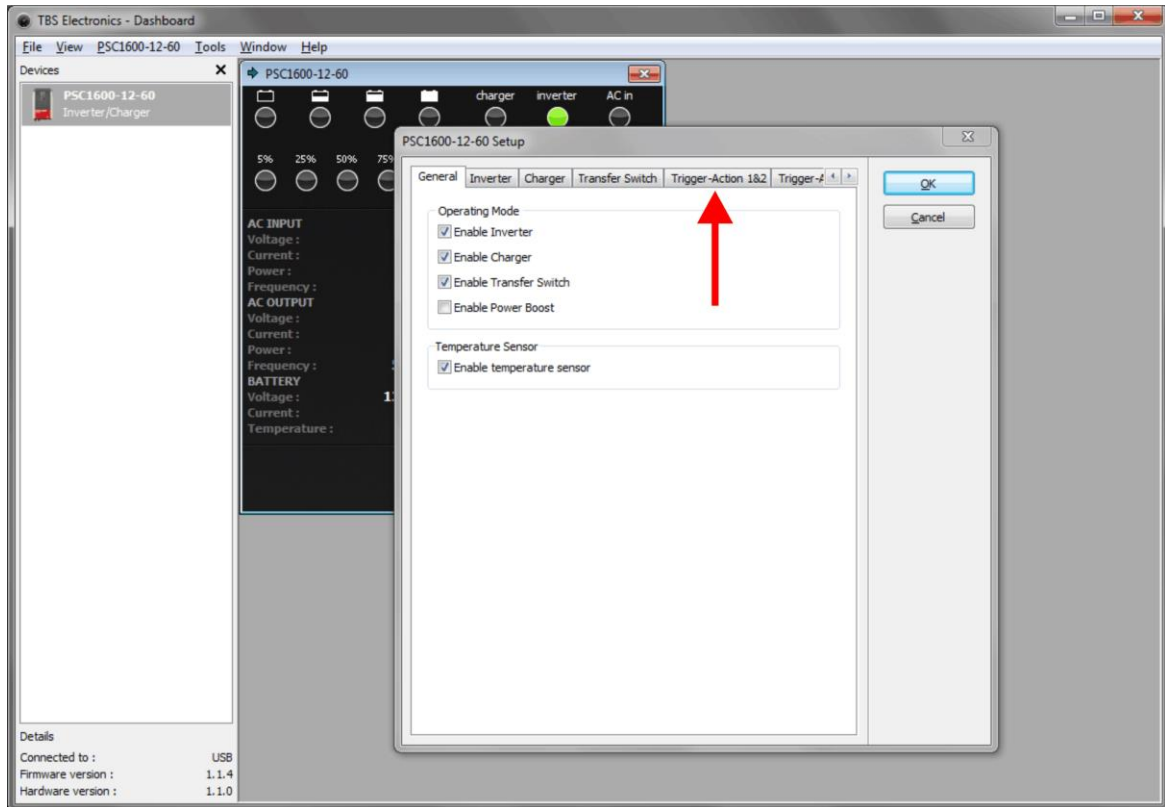 TBS Electronics - Dashboard
File View PSC1600-12-60 Tools Window Help
Devices
PSC1600-12-60
Inverter/Charger
PSC1600-12-60
charger inverter AC in
5% 25% 50% 75%
AC INPUT
Voltage :
Current :
Power :
Frequency :
AC OUTPUT
Voltage :
Current :
Power :
Frequency :
BATTERY
Voltage :
Current :
Temperature :
PSC1600-12-60 Setup
General Inverter Charger Transfer Switch Trigger-Action 1&2 Trigger-A
Operating Mode
Enable Inverter
Enable Charger
Enable Transfer Switch
Enable Power Boost
Temperature Sensor
Enable temperature sensor
OK
Cancel
Details
Connected to : USB
Firmware version : 1.1.4
Hardware version : 1.1.0